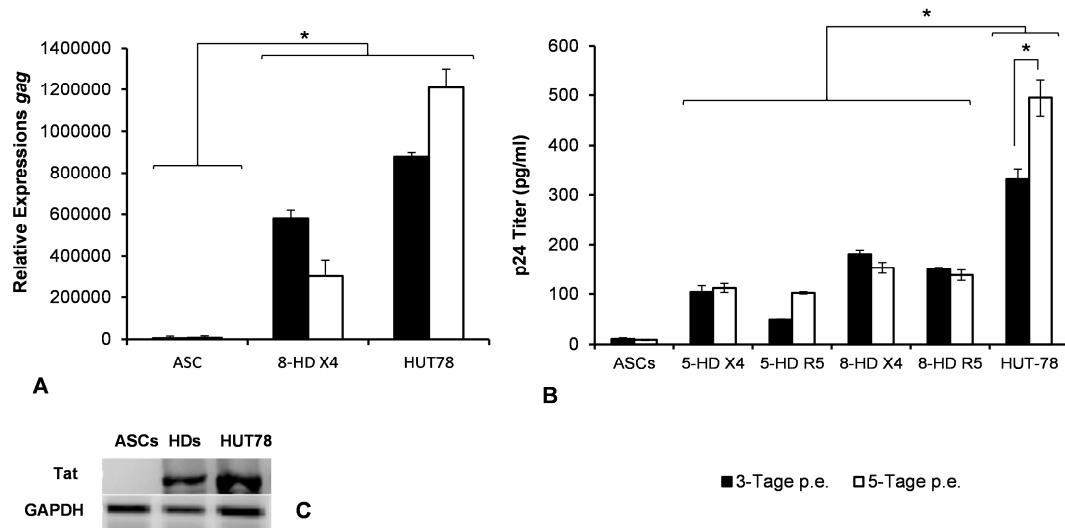 *
1400000
1200000
1000000
800000
600000
400000
200000
0
Relative Expressions gag
ASC 8-HD X4 HUT78
A
*
*
600
500
400
300
200
100
0
p24 Titer (pg/ml)
ASCs 5-HD X4 5-HD R5 8-HD X4 8-HD R5 HUT-78
B
ASCs HDs HUT78
Tat
GAPDH
C
3-Tage p.e. 5-Tage p.e.